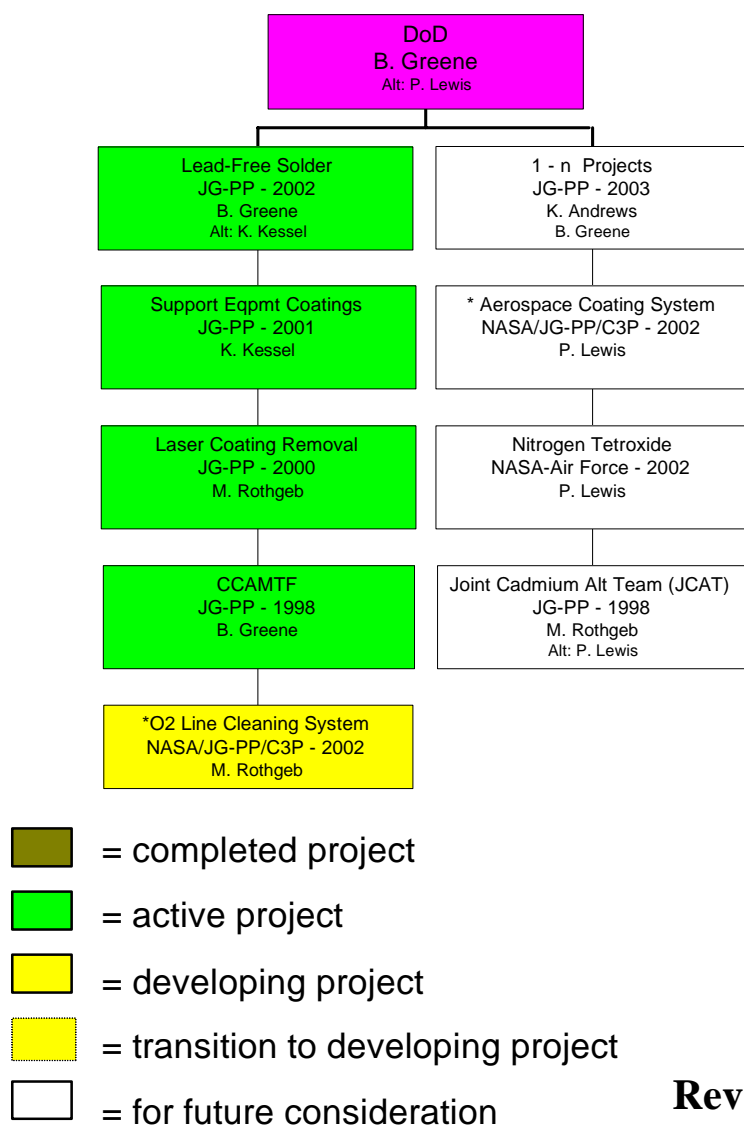 DoD
B. Greene
Alt: P. Lewis
Lead-Free Solder
JG-PP - 2002
B. Greene
Alt: K. Kessel
Support Eqpmt Coatings
JG-PP - 2001
K. Kessel
Laser Coating Removal
JG-PP - 2000
M. Rothgeb
CCAMTF
JG-PP - 1998
B. Greene
*O2 Line Cleaning System
NASA/JG-PP/C3P - 2002
M. Rothgeb
1 - n Projects
JG-PP - 2003
K. Andrews
B. Greene
* Aerospace Coating System
NASA/JG-PP/C3P - 2002
P. Lewis
Nitrogen Tetroxide
NASA-Air Force - 2002
P. Lewis
Joint Cadmium Alt Team (JCAT)
JG-PP - 1998
M. Rothgeb
Alt: P. Lewis
= completed project
= active project
= developing project
= transition to developing project
= for future consideration
Rev